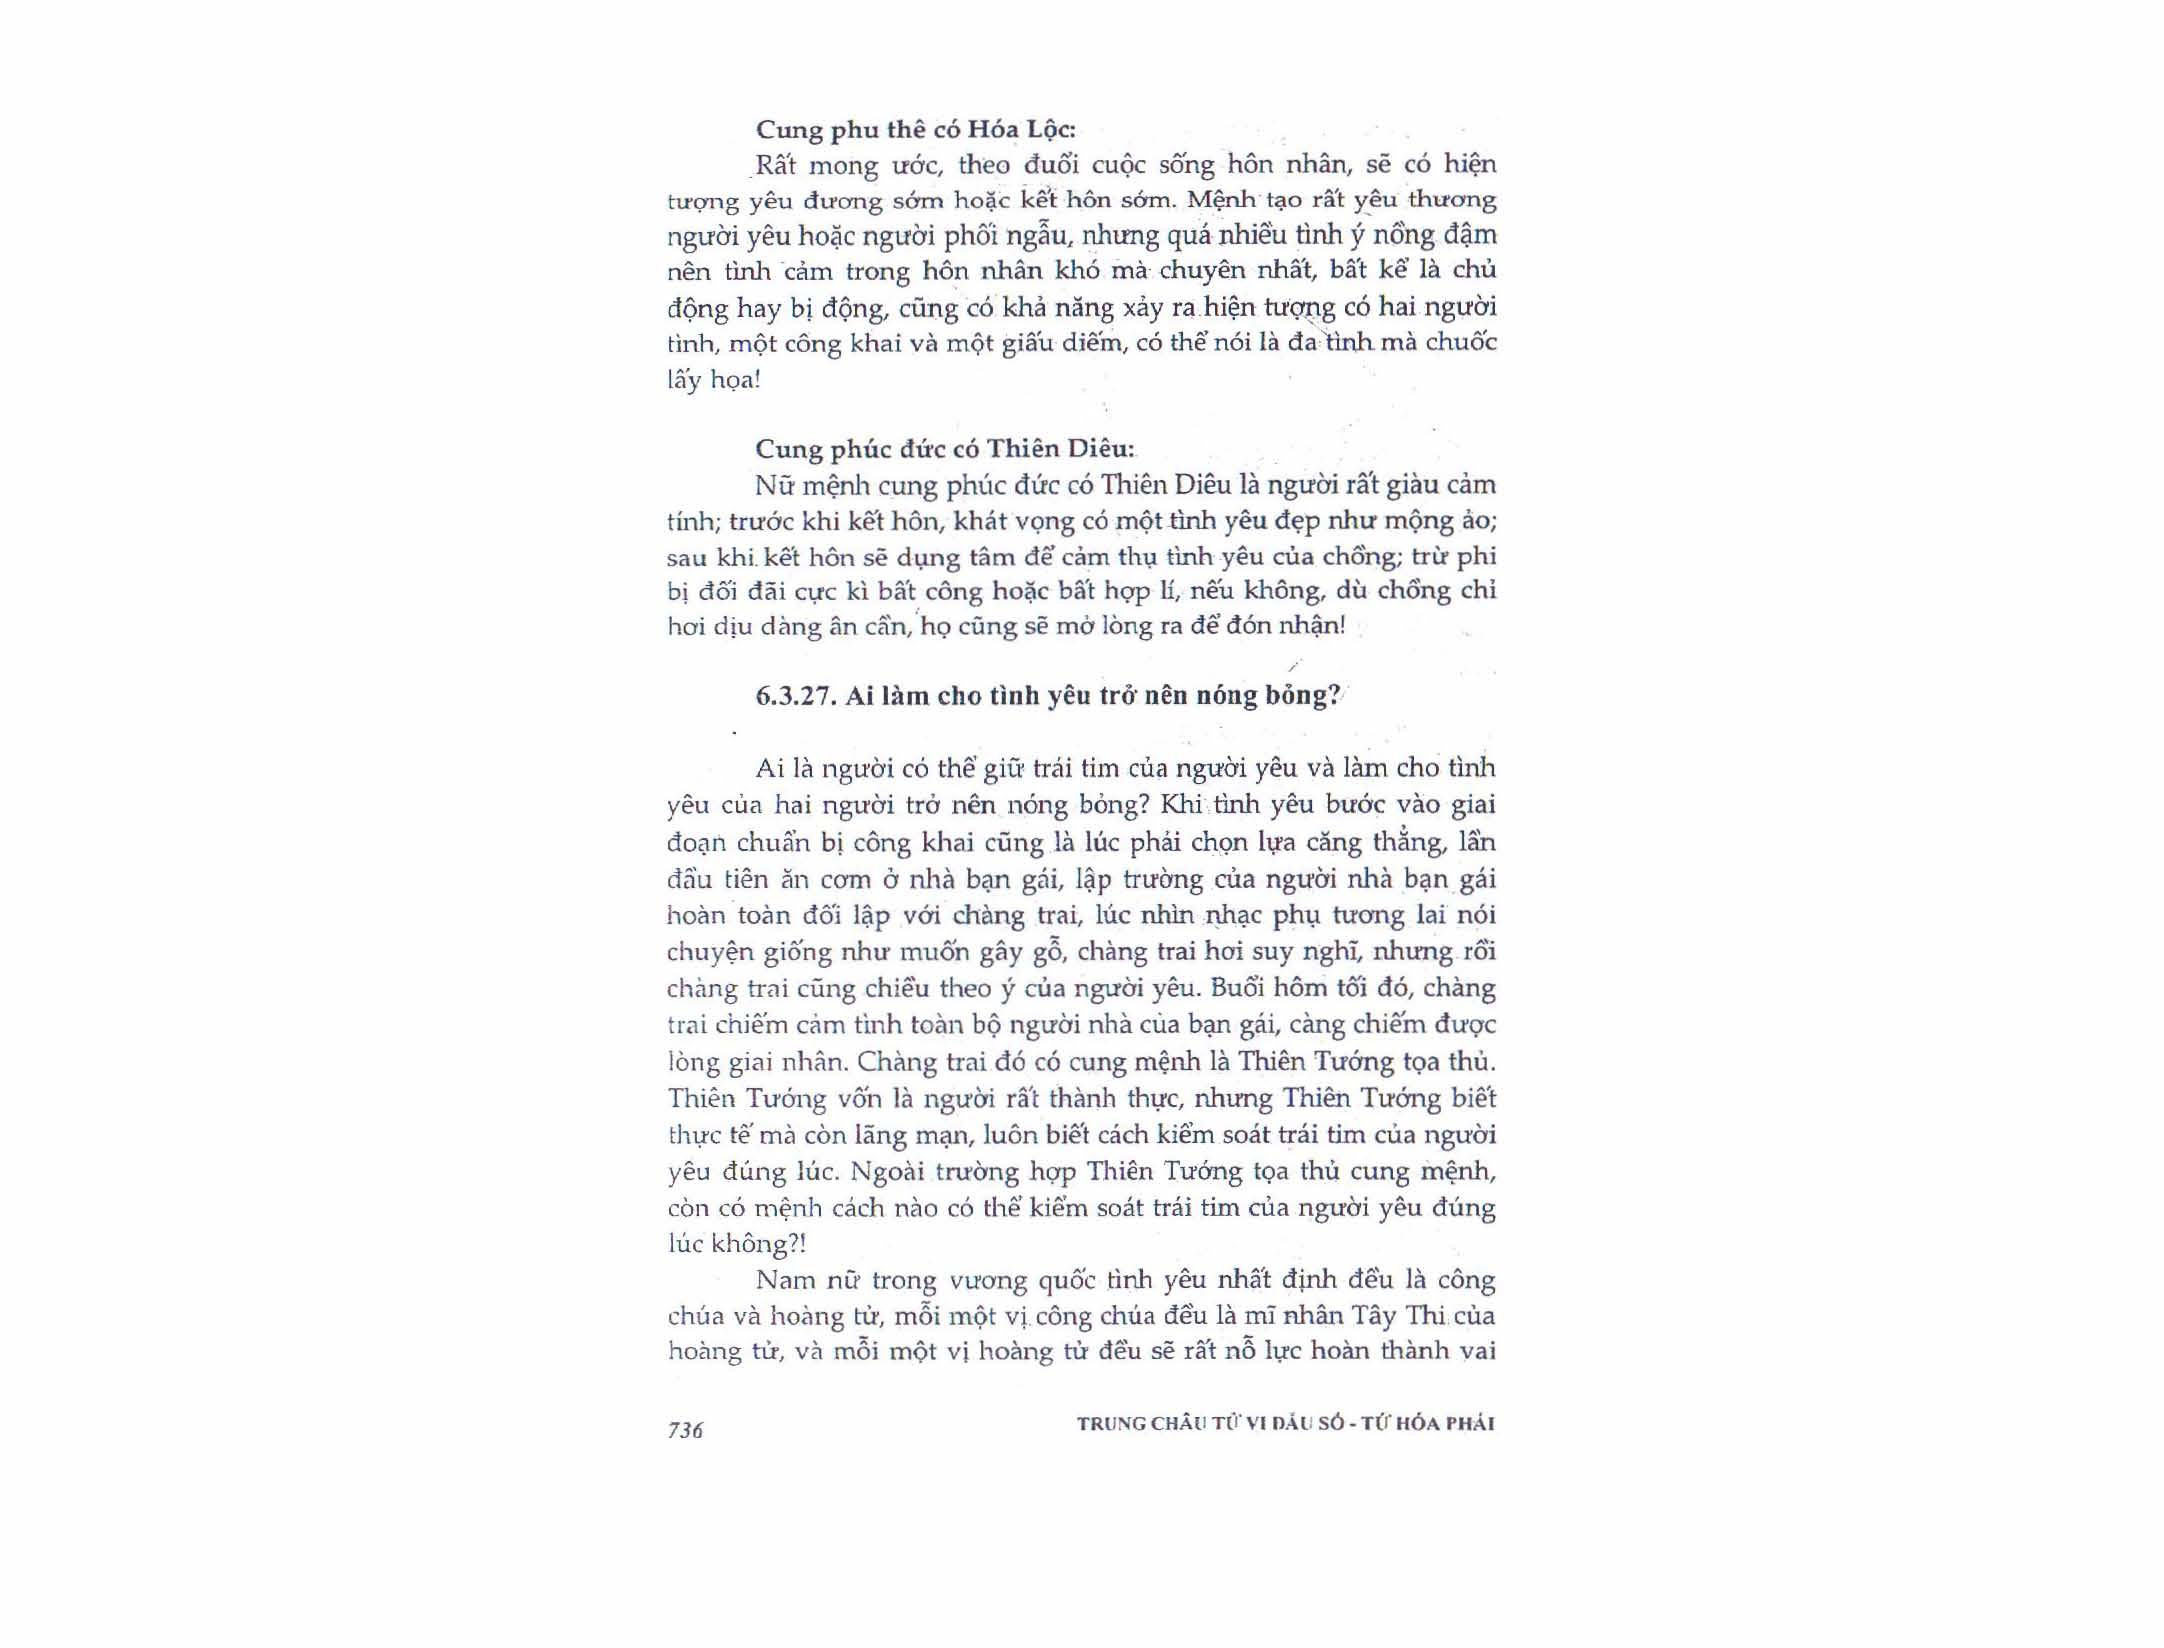 Cung phu thê có Hóa Lộc:
Rất mong ước, theo đuổi cuộc sống hôn nhân, sẽ có hiện
tượng yêu đương sớm hoặc kết hôn sớm. Mệnh tạo rất yêu thương
người yêu hoặc người phối ngẫu, nhưng quá nhiều tình ý nồng đậm
nên tình cảm trong hôn nhân khó mà chuyên nhất, bất kể là chủ
động hay bị động, cũng có khả năng xảy ra hiện tượng có hai người
tình, một công khai và một giấu diếm, có thể nói là đa tình mà chuốc
lấy họa!
Cung phúc đức có Thiên Diêu:
Nữ mệnh cung phúc đức có Thiên Diêu là người rất giàu cảm
tính; trước khi kết hôn, khát vọng có một tình yêu đẹp như mộng ảo;
sau khi kết hôn sẽ dụng tâm để cảm thụ tình yêu của chồng; trừ phi
bị đối đãi cực kì bất công hoặc bất hợp lí, nếu không, dù chồng chỉ
hơi dịu dàng ân cần, họ cũng sẽ mở lòng ra để đón nhận!
6.3.27. Ai làm cho tình yêu trở nên nóng bỏng?
Ai là người có thể giữ trái tim của người yêu và làm cho tình
yêu của hai người trở nên nóng bỏng? Khi tình yêu bước vào giai
đoạn chuẩn bị công khai cũng là lúc phải chọn lựa căng thẳng, lần
đầu tiên ăn cơm ở nhà bạn gái, lập trường của người nhà bạn gái
hoàn toàn đối lập với chàng trai, lúc nhìn nhạc phụ tương lai nói
chuyện giống như muốn gây gỗ, chàng trai hơi suy nghĩ, nhưng rồi
chàng trai cũng chiều theo ý của người yêu. Buổi hôm tối đó, chàng
trai chiếm cảm tình toàn bộ người nhà của bạn gái, càng chiếm được
lòng giai nhân. Chàng trai đó có cung mệnh là Thiên Tướng tọa thủ.
Thiên Tướng vốn là người rất thành thực, nhưng Thiên Tướng biết
thực tế mà còn lãng mạn, luôn biết cách kiểm soát trái tim của người
yêu đúng lúc. Ngoài trường hợp Thiên Tướng tọa thủ cung mệnh,
còn có mệnh cách nào có thể kiểm soát trái tim của người yêu đúng
lúc không?!
Nam nữ trong vương quốc tình yêu nhất định đều là công
chúa và hoàng tử, mỗi một vị công chúa đều là mĩ nhân Tây Thi của
hoàng tử, và mỗi một vị hoàng tử đều sẽ rất nỗ lực hoàn thành vai
736 TRUNG CHÂU TỬ VI ĐẨU SỐ - TỨ HÓA PHÁI